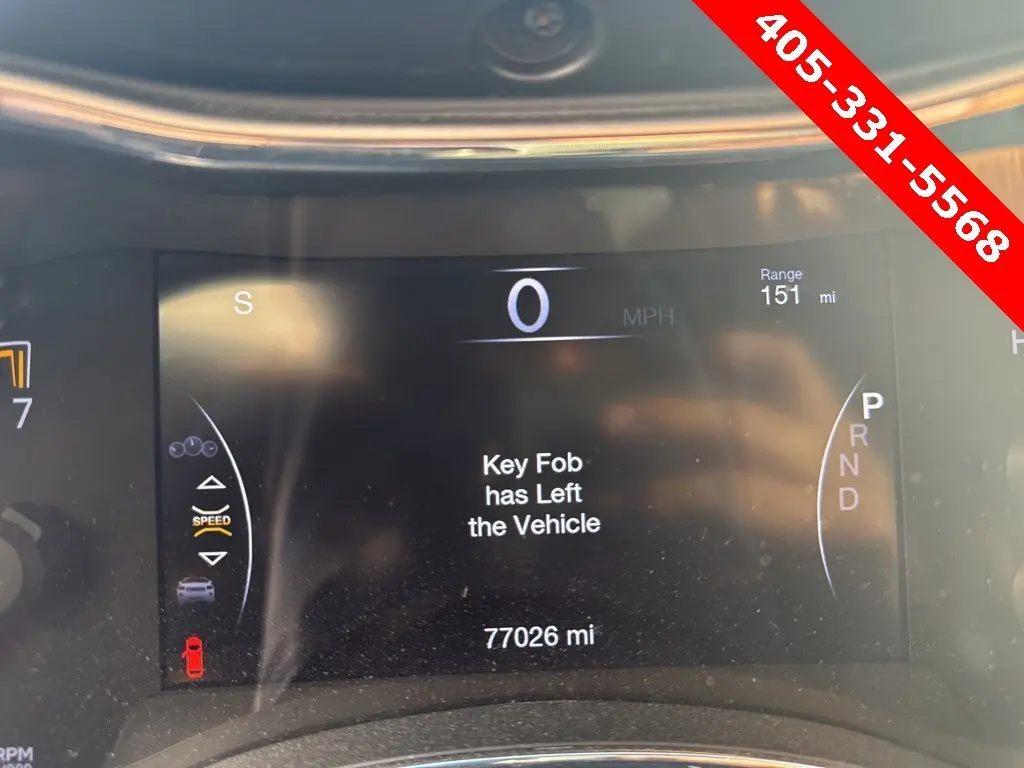 405-331-5568
Range
151 mi
S
0
MPH
7
P
R
N
D
SPEED
Key Fob
has Left
the Vehicle
77026 mi
RPM
H